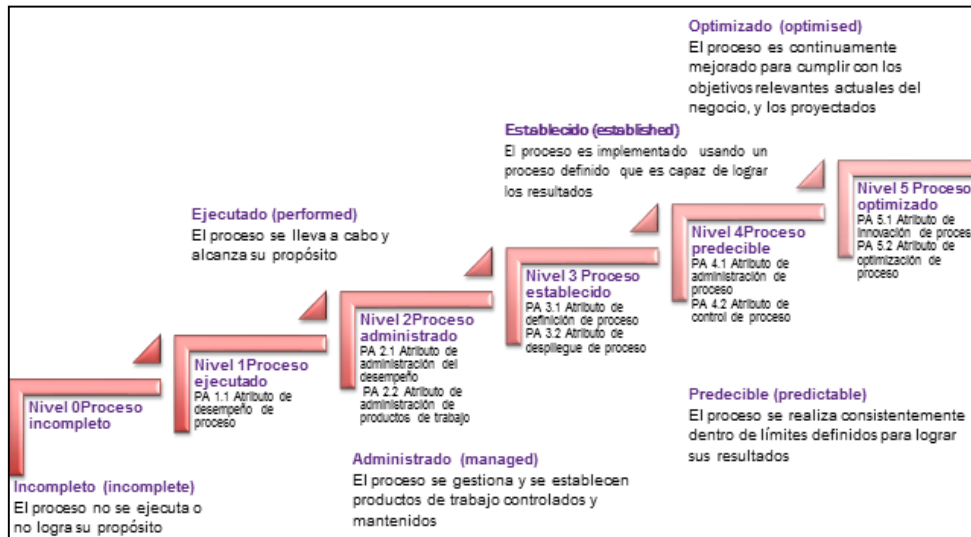 Optimizado (optimised)
El proceso es continuamente
mejorado para cumplir con los
objetivos relevantes actuales del
negocio, y los proyectados
Establecido (established)
El proceso es implementado usando un
proceso definido que es capaz de lograr
los resultados
Ejecutado (performed)
El proceso se lleva a cabo y
alcanza su propósito
Nivel 5 Proceso
optimizado
PA 5.1 Atributo de
innovación de proces
PA 5.2 Atributo de
optimización de
proceso
Nivel 4Proceso
predecible
PA 4.1 Atributo de
administración de
proceso
PA 4.2 Atributo de
control de proceso
Nivel 3 Proceso
establecido
PA 3.1 Atributo de
definición de proceso
PA 3.2 Atributo de
despliegue de proceso
Nivel 2Proceso
administrado
PA 2.1 Atributo de
administración del
desempeño
PA 2.2 Atributo de
administración de
productos de trabajo
Nivel 1Proceso
ejecutado
PA 1.1 Atributo de
desempeño de
proceso
Nivel 0Proceso
incompleto
Predecible (predictable)
El proceso se realiza consistentemente
dentro de límites definidos para lograr
sus resultados
Administrado (managed)
El proceso se gestiona y se establecen
productos de trabajo controlados y
mantenidos
Incompleto (incomplete)
El proceso no se ejecuta o
no logra su propósito